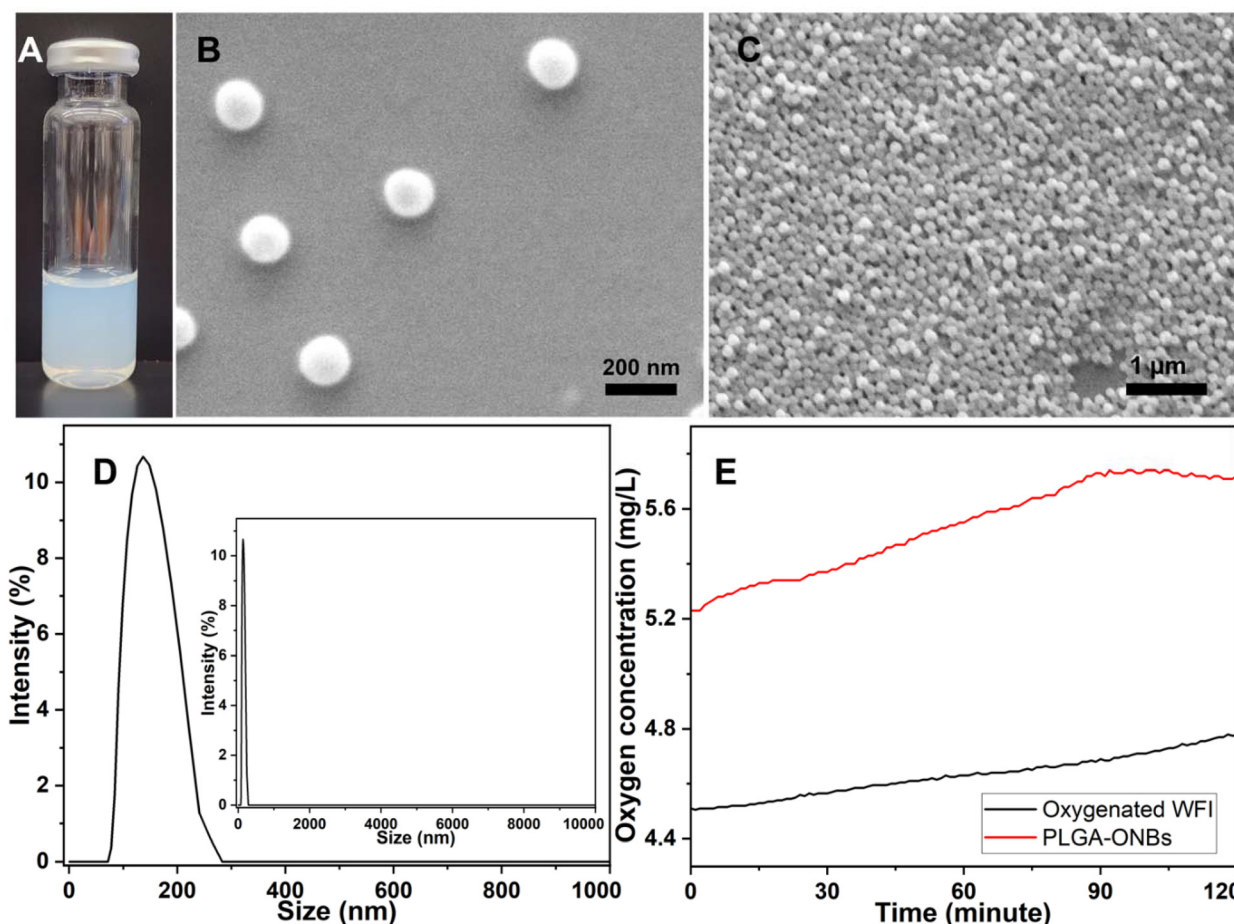 A
B
200 nm
C
1 µm
D
Intensity (%)
10
8
6
4
2
0
0
200
400
600
800
1000
Size (nm)
Intensity (%)
10
8
6
4
2
0
0
2000
4000
6000
8000
10000
Size (nm)
E
Oxygen concentration (mg/L)
5.6
5.2
4.8
4.4
0
30
60
90
120
Time (minute)
Oxygenated WFI
PLGA-ONBs